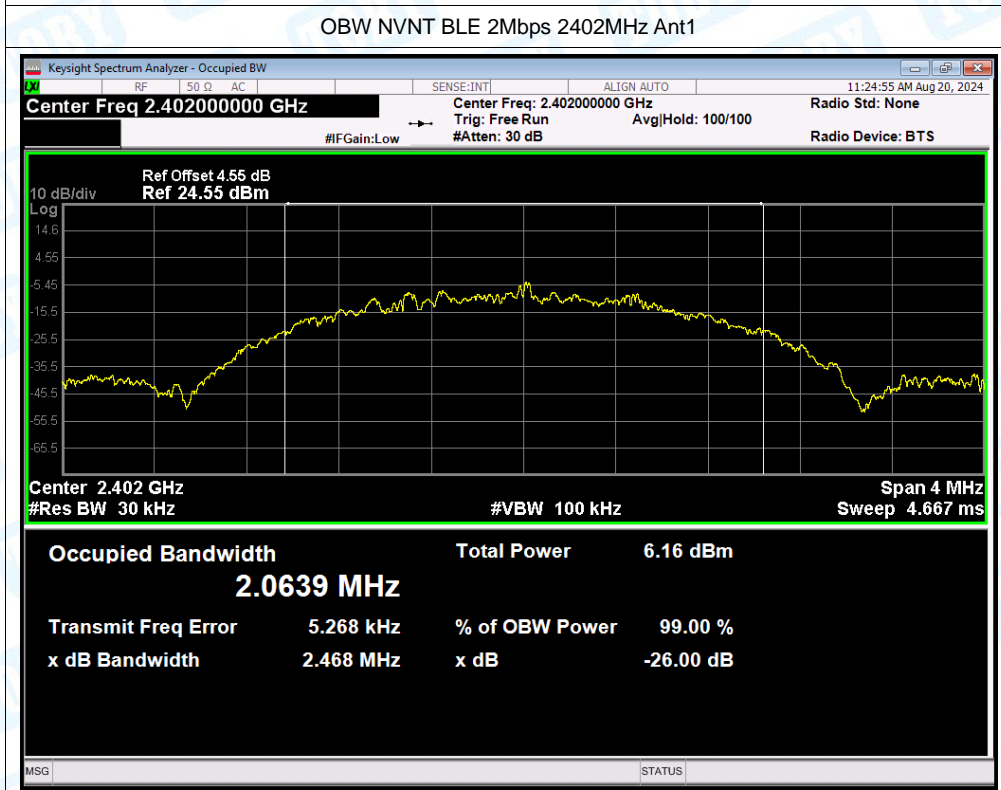 OBW NVNT BLE 2Mbps 2402MHz Ant1
Keysight Spectrum Analyzer - Occupied BW
LXI RF 50 Ω AC SENSE:INT ALIGN AUTO 11:24:55 AM Aug 20, 2024
Center Freq 2.402000000 GHz Center Freq: 2.402000000 GHz Radio Std: None
Trig: Free Run Avg|Hold: 100/100
#IFGain:Low #Atten: 30 dB Radio Device: BTS
Ref Offset 4.55 dB
10 dB/div Ref 24.55 dBm
Log
14.6
4.55
-5.45
-15.5
-25.5
-35.5
-45.5
-55.5
-65.5
Center 2.402 GHz Span 4 MHz
#Res BW 30 kHz #VBW 100 kHz Sweep 4.667 ms
Occupied Bandwidth Total Power 6.16 dBm
2.0639 MHz
Transmit Freq Error 5.268 kHz % of OBW Power 99.00 %
x dB Bandwidth 2.468 MHz x dB -26.00 dB
MSG STATUS